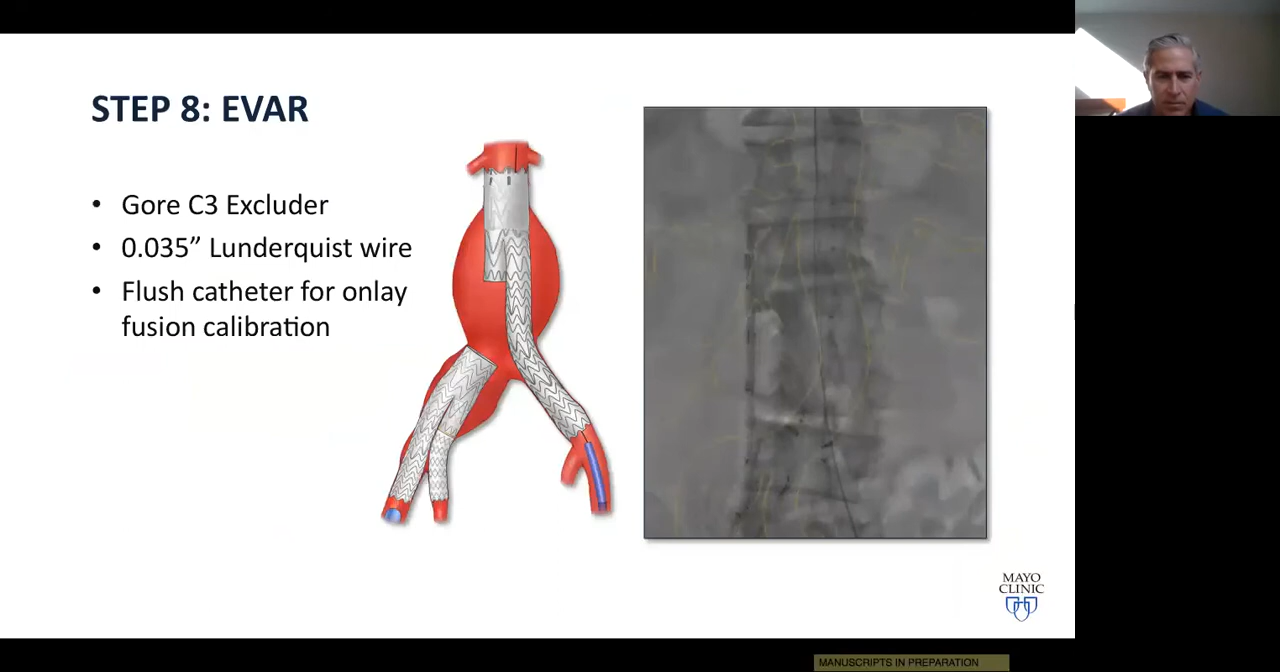 STEP 8: EVAR
• Gore C3 Excluder
• 0.035” Lunderquist wire
• Flush catheter for onlay
fusion calibration
MAYO
CLINIC
MANUSCRIPTS IN PREPARATION